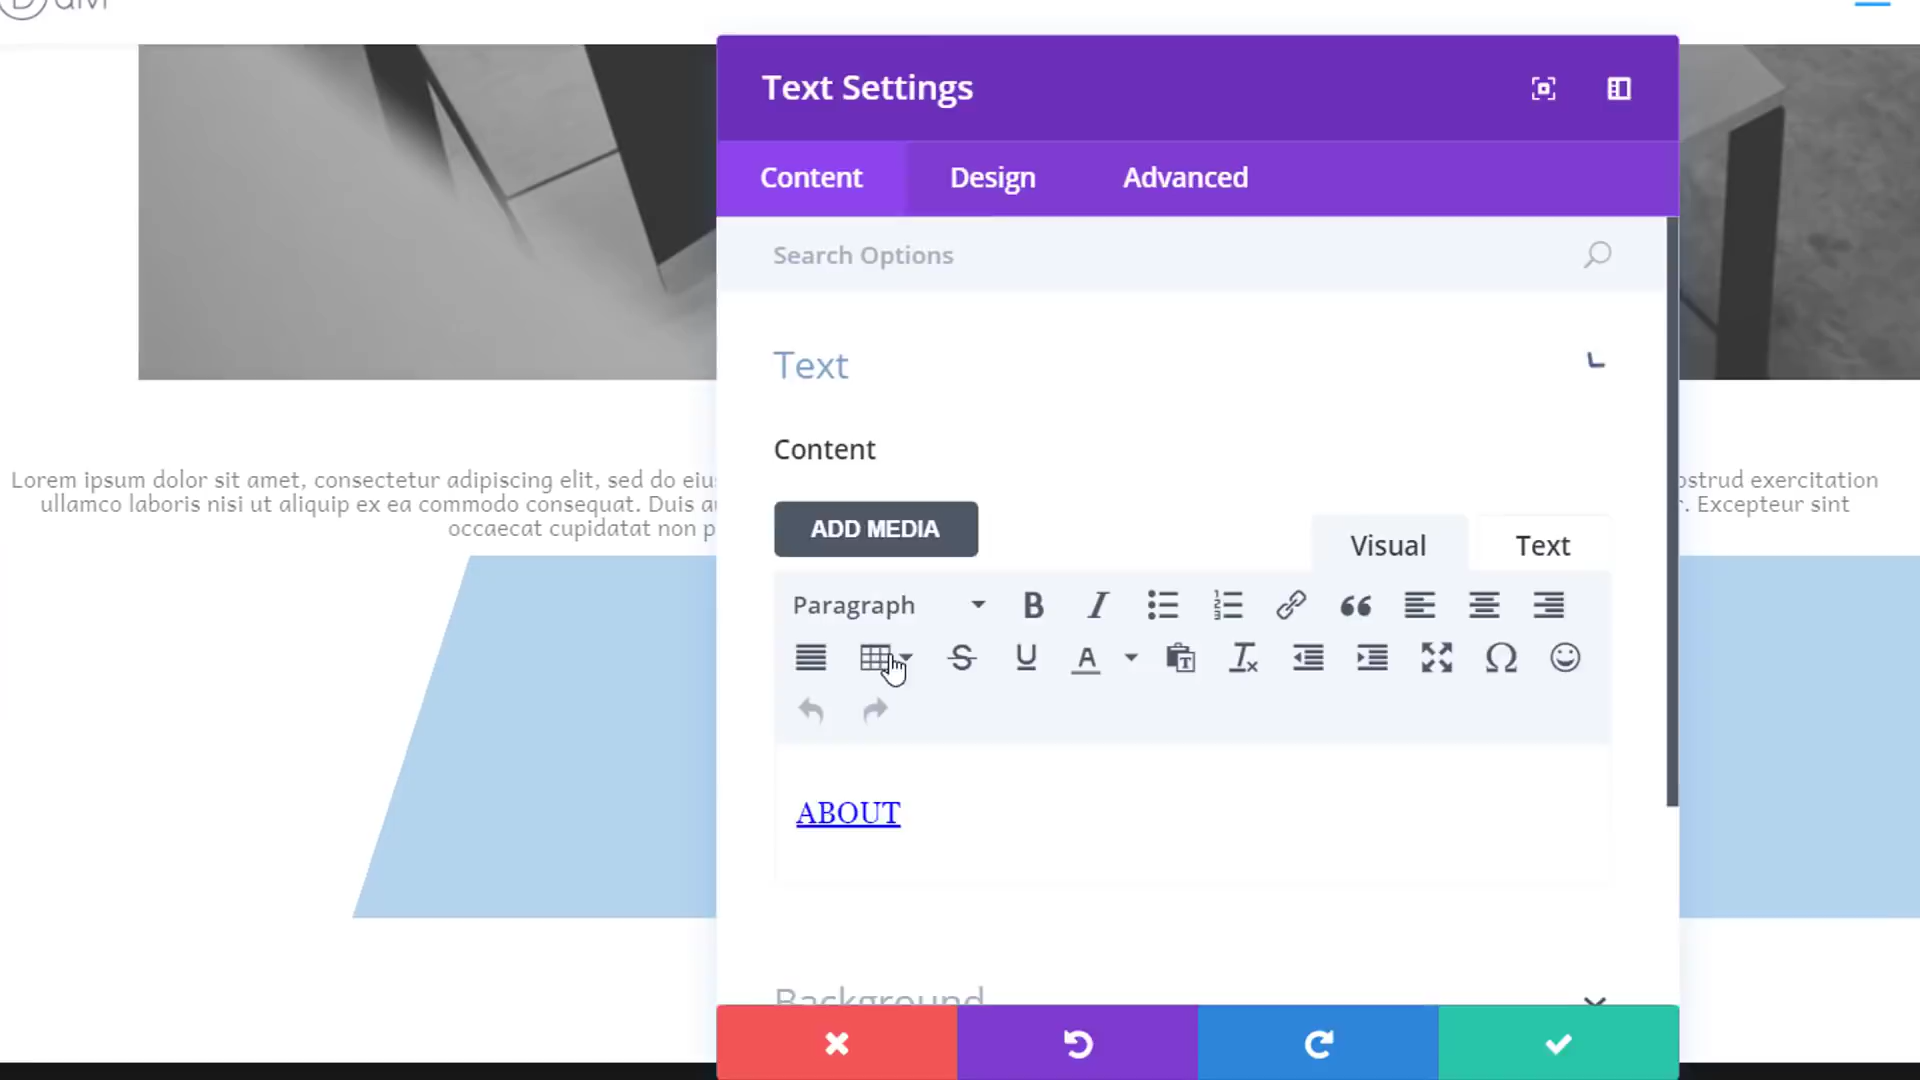 Text Settings
Content Design Advanced
Search Options
Text
Content
ADD MEDIA
Visual Text
Paragraph
ABOUT
Background
Lorem ipsum dolor sit amet, consectetur adipiscing elit, sed do
ostrud exercitation
ullamco laboris nisi ut aliquip ex ea commodo consequat. Duis
r. Excepteur sint
occaecat cupidatat non